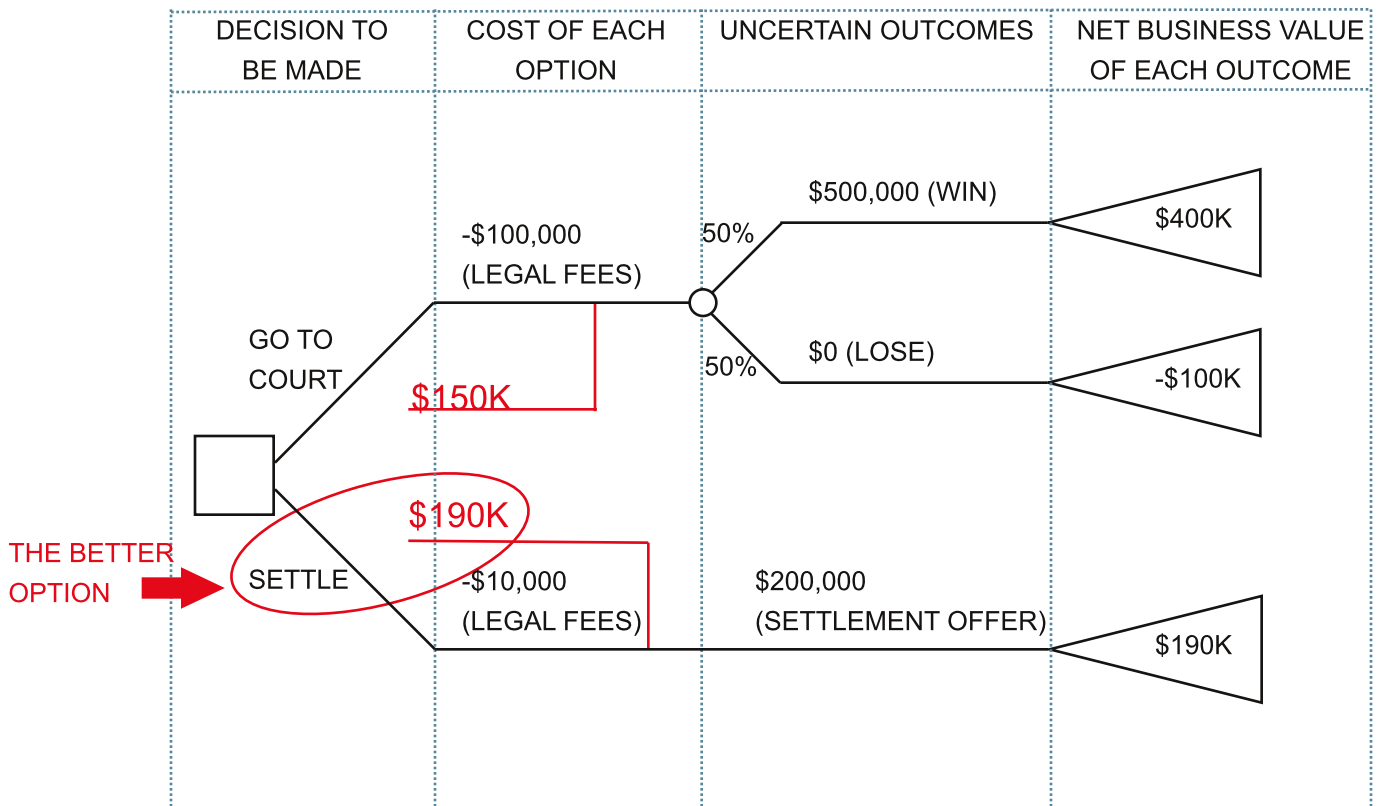 DECISION TO
BE MADE
COST OF EACH
OPTION
UNCERTAIN OUTCOMES
NET BUSINESS VALUE
OF EACH OUTCOME
$500,000 (WIN)
$400K
50%
-$100,000
(LEGAL FEES)
GO TO
COURT
$0 (LOSE)
50%
-$100K
$150K
$190K
THE BETTER
OPTION
SETTLE
-$10,000
(LEGAL FEES)
$200,000
(SETTLEMENT OFFER)
$190K